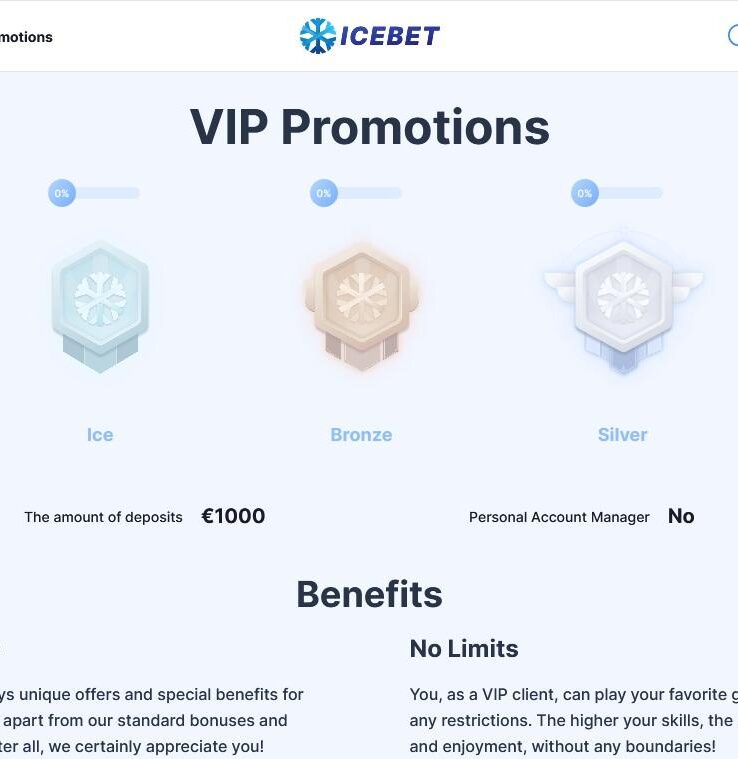 motions
ICEBET
VIP Promotions
0%
0%
0%
Ice
Bronze
Silver
The amount of deposits €1000
Personal Account Manager No
Benefits
No Limits
ys unique offers and special benefits for
apart from our standard bonuses and
ter all, we certainly appreciate you!
You, as a VIP client, can play your favorite g
any restrictions. The higher your skills, the
and enjoyment, without any boundaries!